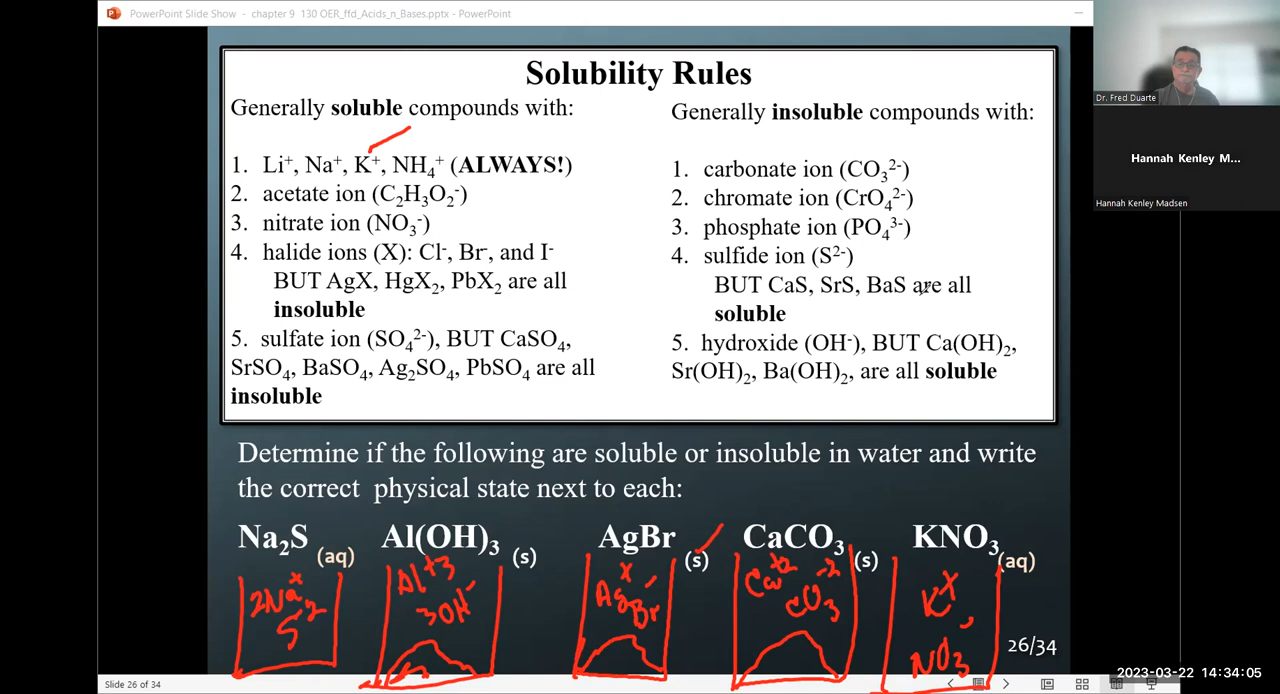 PowerPoint Slide Show - chapter 9 130 OER_ffd_Acids_n_Bases.pptx - PowerPoint
Solubility Rules
Generally soluble compounds with:
1. Li⁺, Na⁺, K⁺, NH₄⁺ (ALWAYS!)
2. acetate ion (C₂H₃O₂⁻)
3. nitrate ion (NO₃⁻)
4. halide ions (X): Cl⁻, Br⁻, and I⁻
BUT AgX, HgX₂, PbX₂ are all
insoluble
5. sulfate ion (SO₄²⁻), BUT CaSO₄,
SrSO₄, BaSO₄, Ag₂SO₄, PbSO₄ are all
insoluble
Generally insoluble compounds with:
1. carbonate ion (CO₃²⁻)
2. chromate ion (CrO₄²⁻)
3. phosphate ion (PO₄³⁻)
4. sulfide ion (S²⁻)
BUT CaS, SrS, BaS are all
soluble
5. hydroxide (OH⁻), BUT Ca(OH)₂,
Sr(OH)₂, Ba(OH)₂, are all soluble
Determine if the following are soluble or insoluble in water and write
the correct physical state next to each:
Na₂S (aq) Al(OH)₃ (s) AgBr (s) CaCO₃ (s) KNO₃ (aq)
2Na⁺
S⁻²
Al⁺³
3OH⁻
Ag⁺
Br⁻
Ca⁺²
CO₃⁻²
K⁺
NO₃⁻
26/34
Slide 26 of 34
Dr. Fred Duarte
Hannah Kenley M...
Hannah Kenley Madsen
2023-03-22 14:34:05